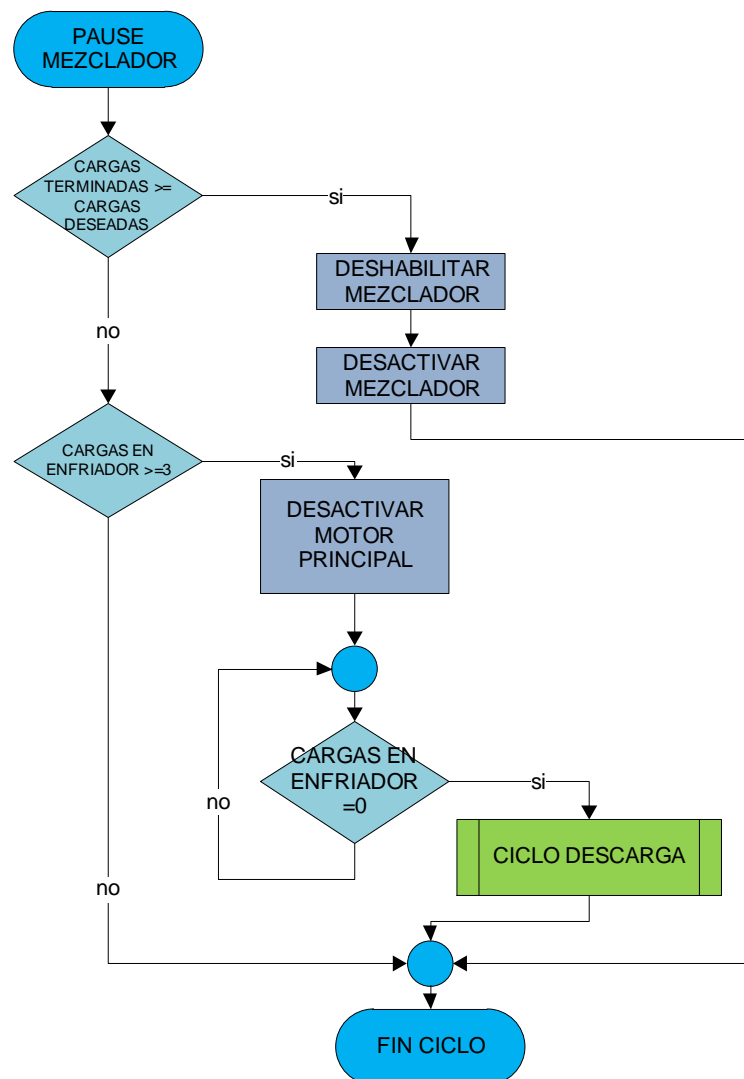 PAUSE
MEZCLADOR
CARGAS
TERMINADAS >=
CARGAS
DESEADAS
si
DESHABILITAR
MEZCLADOR
no
DESACTIVAR
MEZCLADOR
CARGAS EN
ENFRIADOR >=3
si
DESACTIVAR
MOTOR
PRINCIPAL
CARGAS EN
ENFRIADOR
=0
si
no
CICLO DESCARGA
no
FIN CICLO